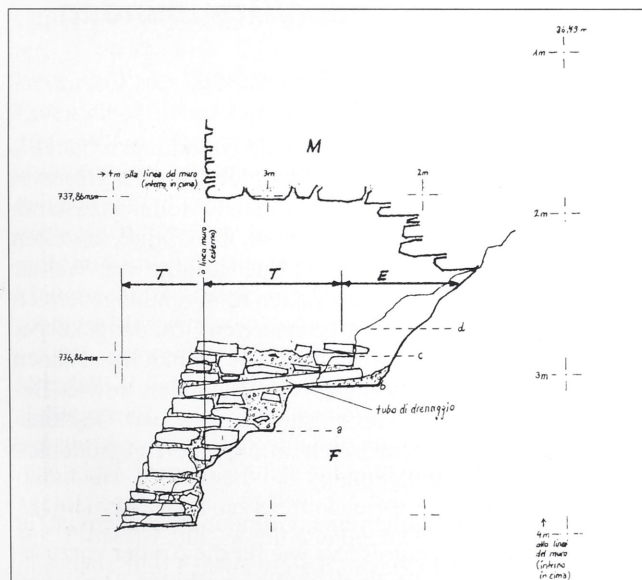 26,49 m
1m
M
→ 4m alla linea del muro
(interno in cima)
3m
2m
737,86msm
2m
linea muro
(esterno)
T
T
E
d
c
736,86msm
3m
b
tubo di drenaggio
a
F
4m
alla linea
del muro
(interno
in cima)